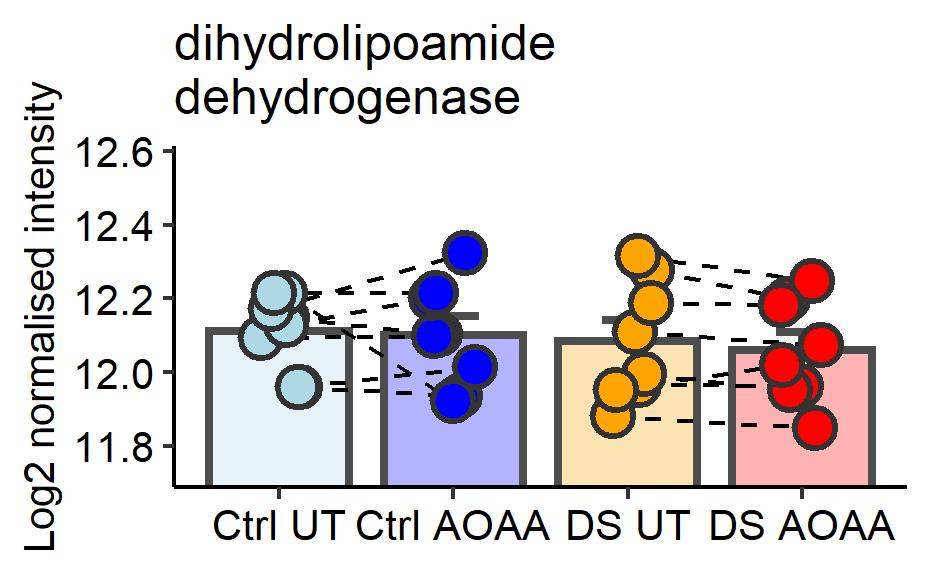 dihydrolipoamide
dehydrogenase
Log2 normalised intensity
12.6
12.4
12.2
12.0
11.8
Ctrl UT Ctrl AOAA DS UT DS AOAA